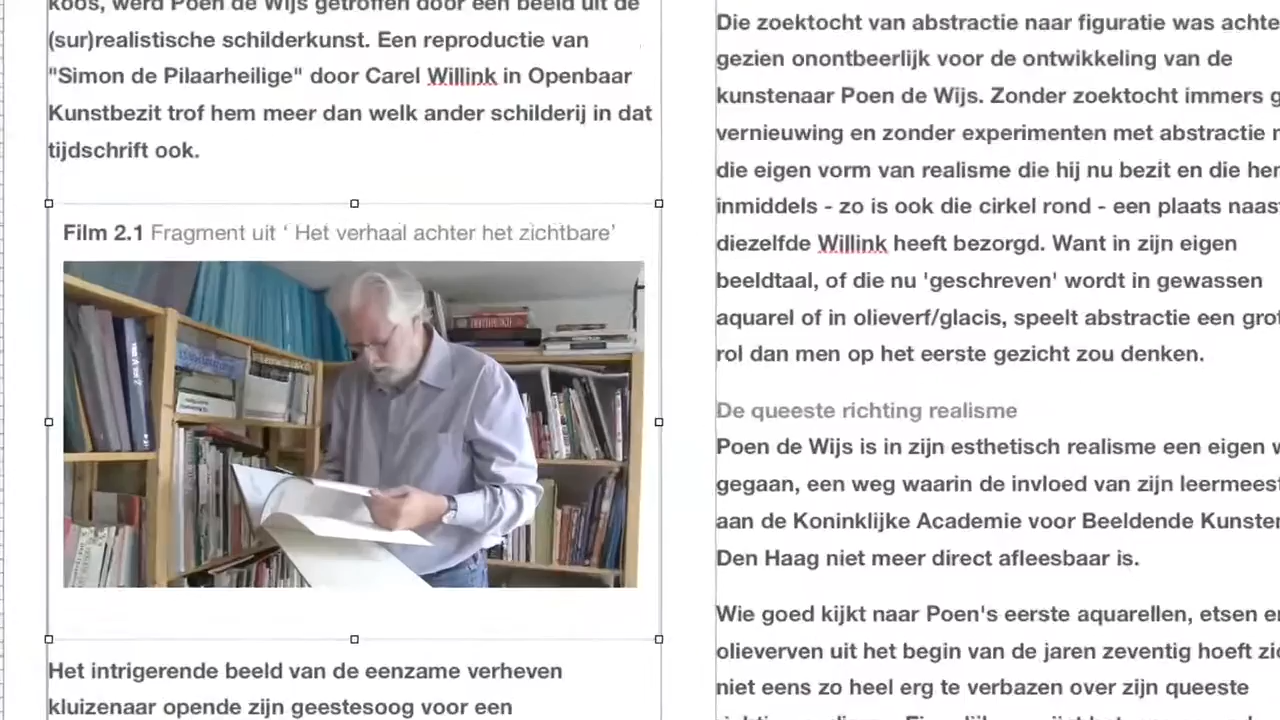 koos, werd Poen de Wijs getroffen door een beeld uit de
(sur)realistische schilderkunst. Een reproductie van
"Simon de Pilaarheilige" door Carel Willink in Openbaar
Kunstbezit trof hem meer dan welk ander schilderij in dat
tijdschrift ook.
Film 2.1 Fragment uit ‘ Het verhaal achter het zichtbare’
Het intrigerende beeld van de eenzame verheven
kluizenaar opende zijn geestesoog voor een
Die zoektocht van abstractie naar figuratie was achte
gezien onontbeerlijk voor de ontwikkeling van de
kunstenaar Poen de Wijs. Zonder zoektocht immers g
vernieuwing en zonder experimenten met abstractie n
die eigen vorm van realisme die hij nu bezit en die hem
inmiddels - zo is ook die cirkel rond - een plaats naas
diezelfde Willink heeft bezorgd. Want in zijn eigen
beeldtaal, of die nu 'geschreven' wordt in gewassen
aquarel of in olieverf/glacis, speelt abstractie een gro
rol dan men op het eerste gezicht zou denken.
De queeste richting realisme
Poen de Wijs is in zijn esthetisch realisme een eigen w
gegaan, een weg waarin de invloed van zijn leermeest
aan de Koninklijke Academie voor Beeldende Kunsten
Den Haag niet meer direct afleesbaar is.
Wie goed kijkt naar Poen's eerste aquarellen, etsen en
olieverven uit het begin van de jaren zeventig hoeft zic
niet eens zo heel erg te verbazen over zijn queeste